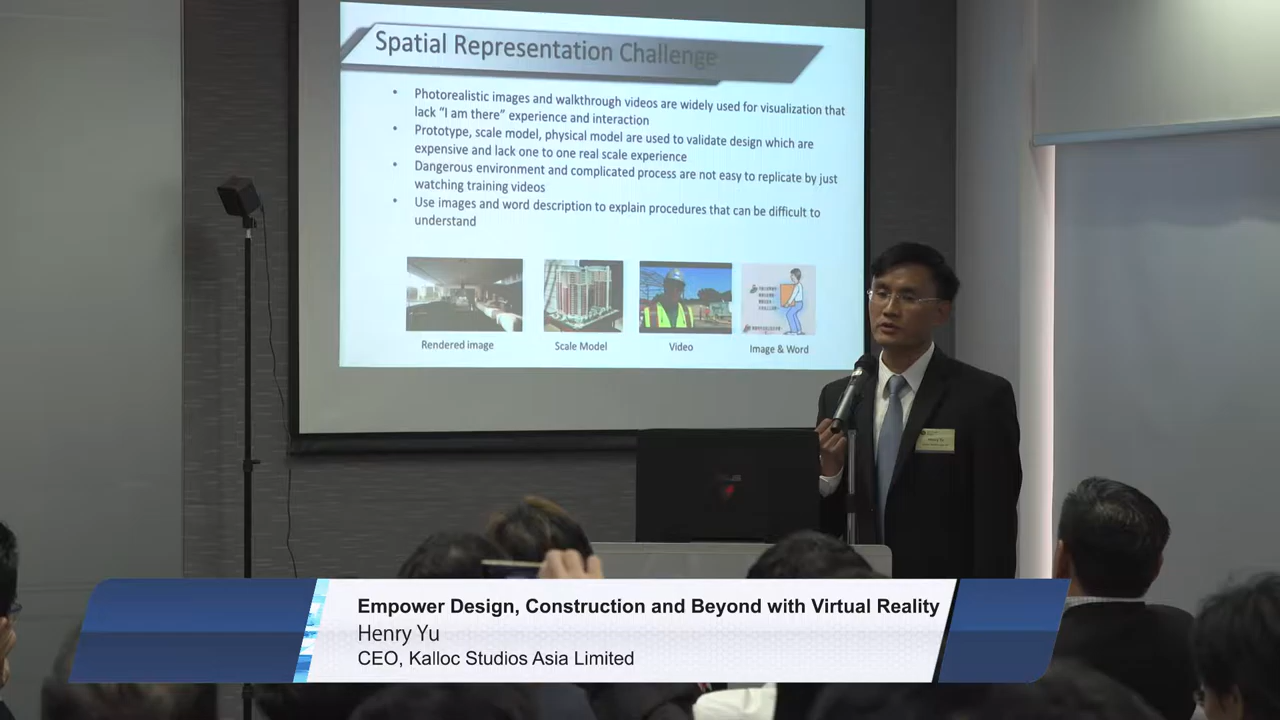 Spatial Representation Challenge
• Photorealistic images and walkthrough videos are widely used for visualization that
lack “I am there” experience and interaction
• Prototype, scale model, physical model are used to validate design which are
expensive and lack one to one real scale experience
• Dangerous environment and complicated process are not easy to replicate by just
watching training videos
• Use images and word description to explain procedures that can be difficult to
understand
Rendered image
Scale Model
Video
Image & Word
Henry Yu
Empower Design, Construction and Beyond with Virtual Reality
Henry Yu
CEO, Kalloc Studios Asia Limited